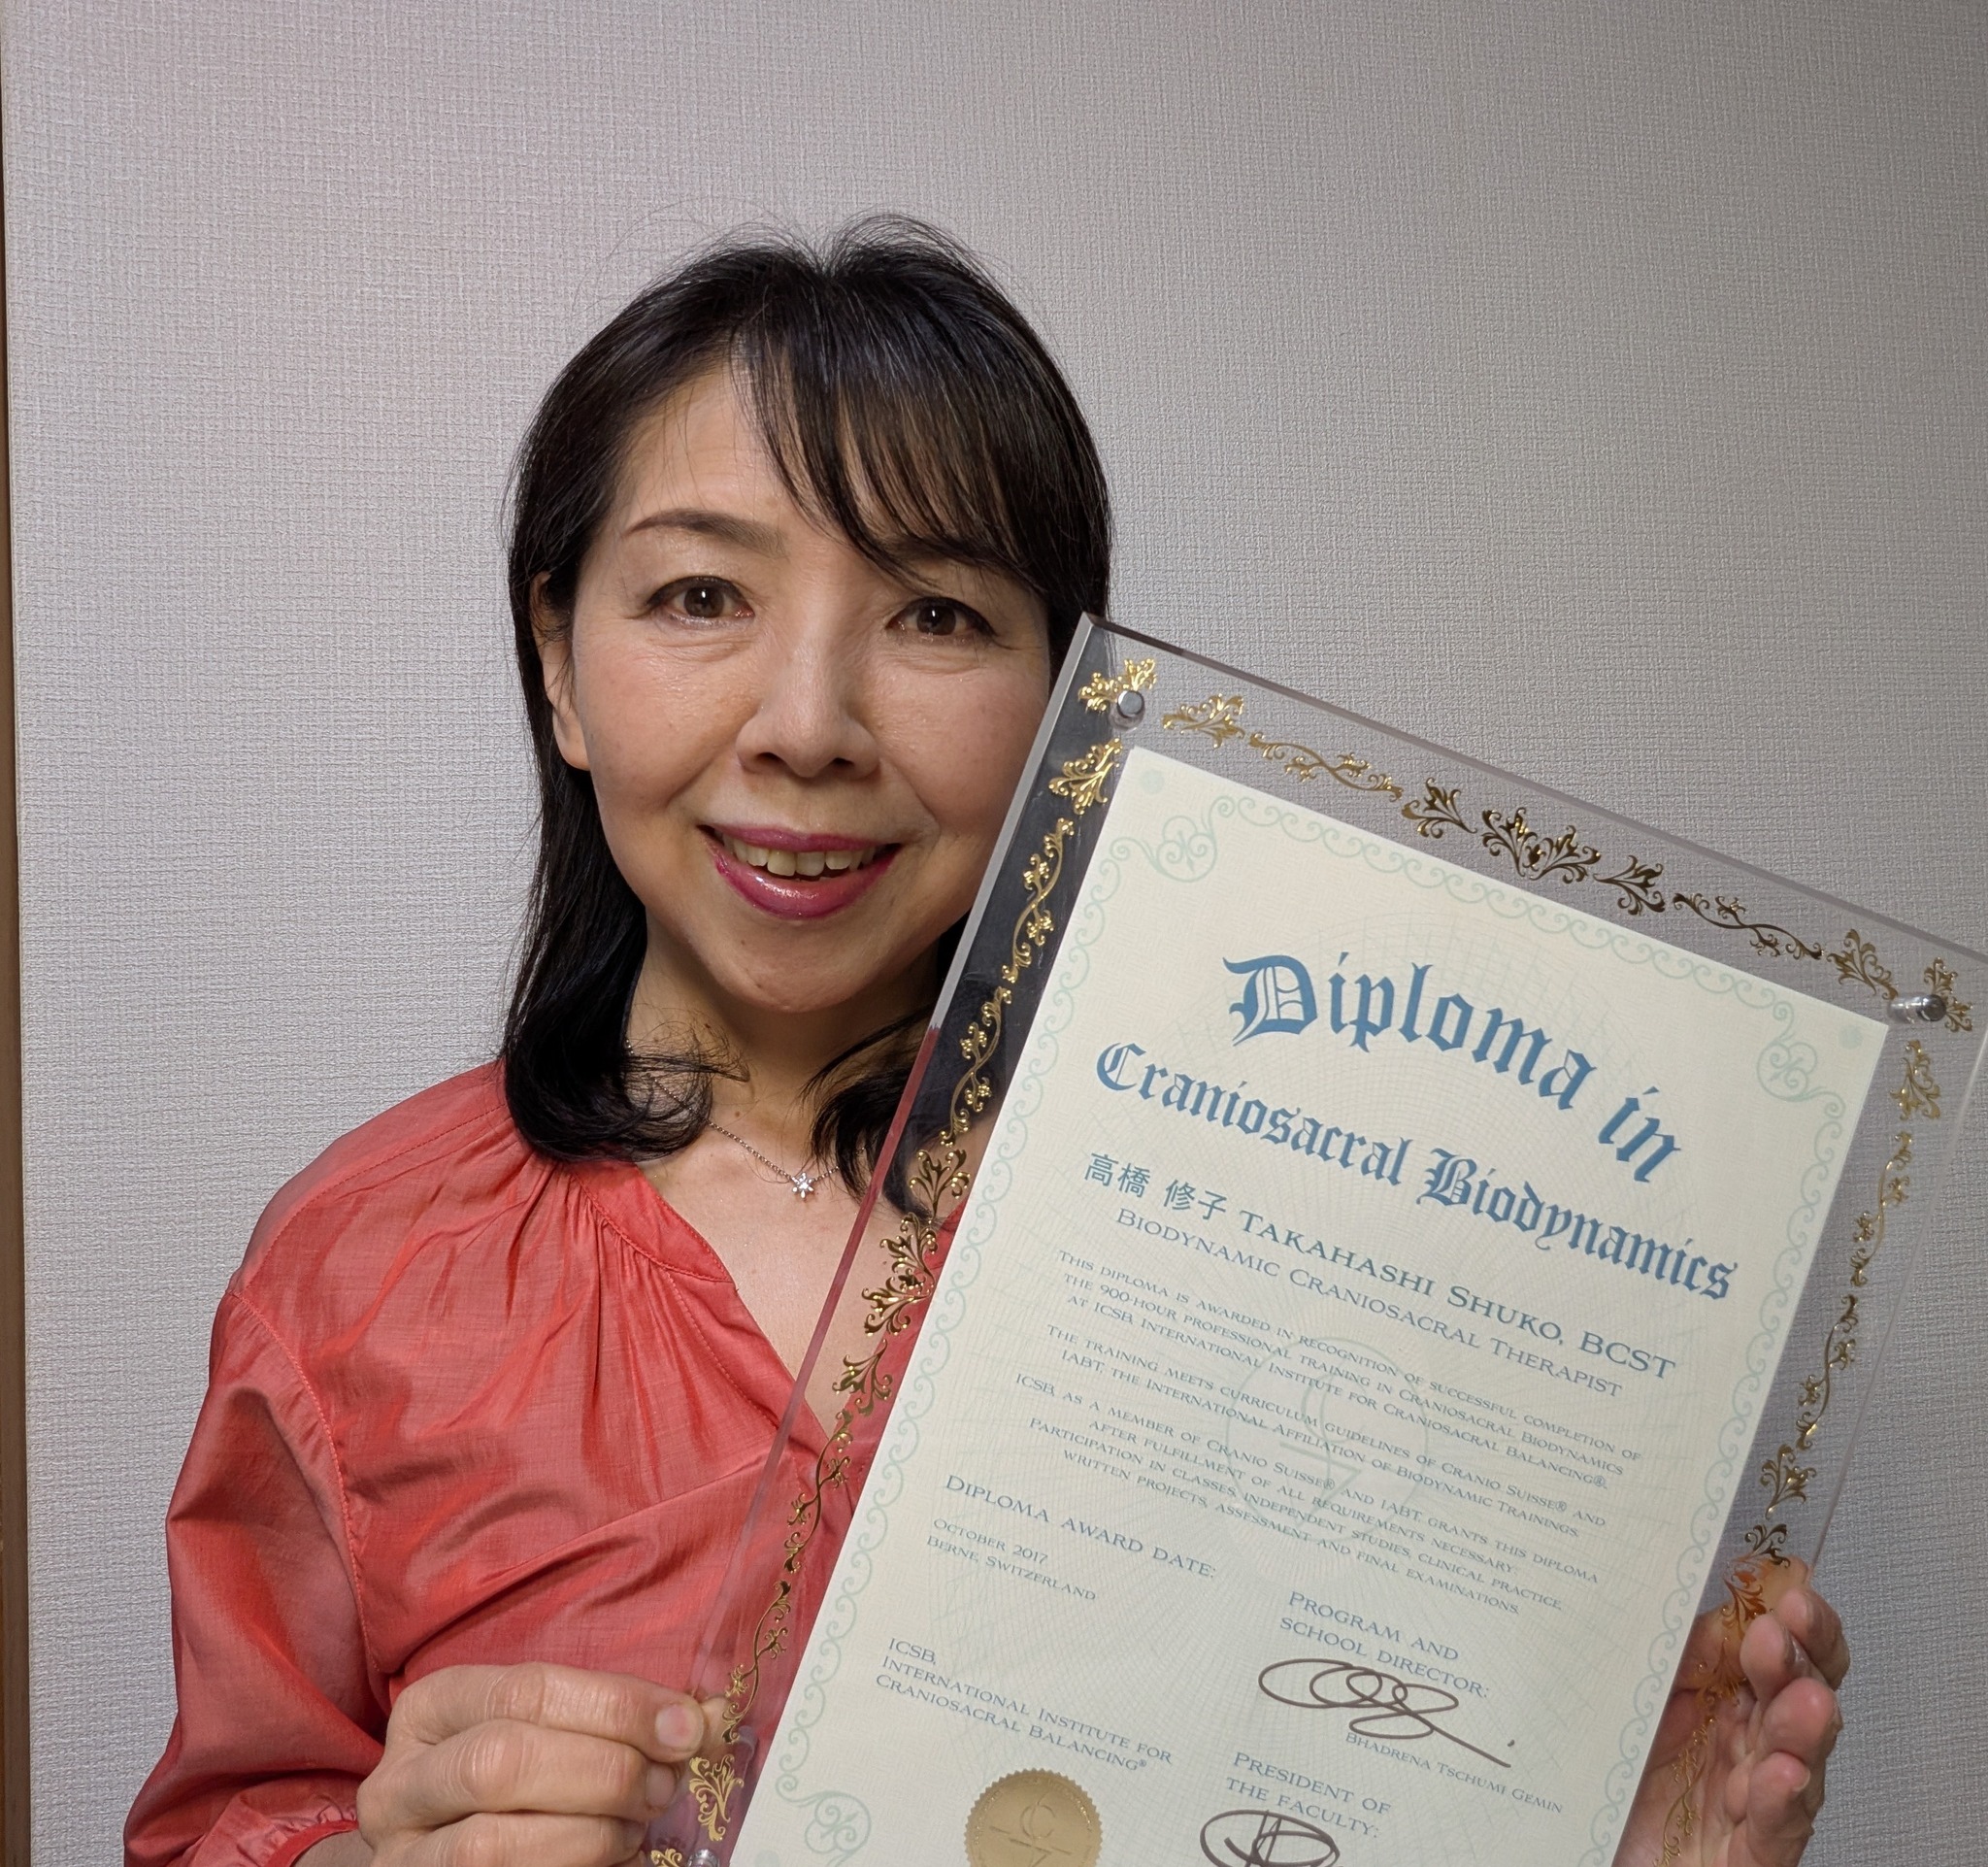 Diploma in
Craniosacral Biodynamics
高橋 修子 TAKAHASHI SHUKO, BCST
BIODYNAMIC CRANIOSACRAL THERAPIST
THIS DIPLOMA IS AWARDED IN RECOGNITION OF SUCCESSFUL COMPLETION OF
THE 900-HOUR PROFESSIONAL TRAINING IN CRANIOSACRAL BIODYNAMICS
AT ICSB, INTERNATIONAL INSTITUTE FOR CRANIOSACRAL BALANCING®.
THE TRAINING MEETS CURRICULUM GUIDELINES OF CRANIO SUISSE® AND
IABT, THE INTERNATIONAL AFFILIATION OF BIODYNAMIC TRAININGS.
ICSB, AS A MEMBER OF CRANIO SUISSE® AND IABT, GRANTS THIS DIPLOMA
AFTER FULFILLMENT OF ALL REQUIREMENTS NECESSARY:
PARTICIPATION IN CLASSES, INDEPENDENT STUDIES, CLINICAL PRACTICE,
WRITTEN PROJECTS, ASSESSMENT AND FINAL EXAMINATIONS.
DIPLOMA AWARD DATE:
OCTOBER 2017
BERNE, SWITZERLAND
PROGRAM AND
SCHOOL DIRECTOR:
BHADRENA TSCHUMI GEMIN
ICSB,
INTERNATIONAL INSTITUTE FOR
CRANIOSACRAL BALANCING®
PRESIDENT OF
THE FACULTY: